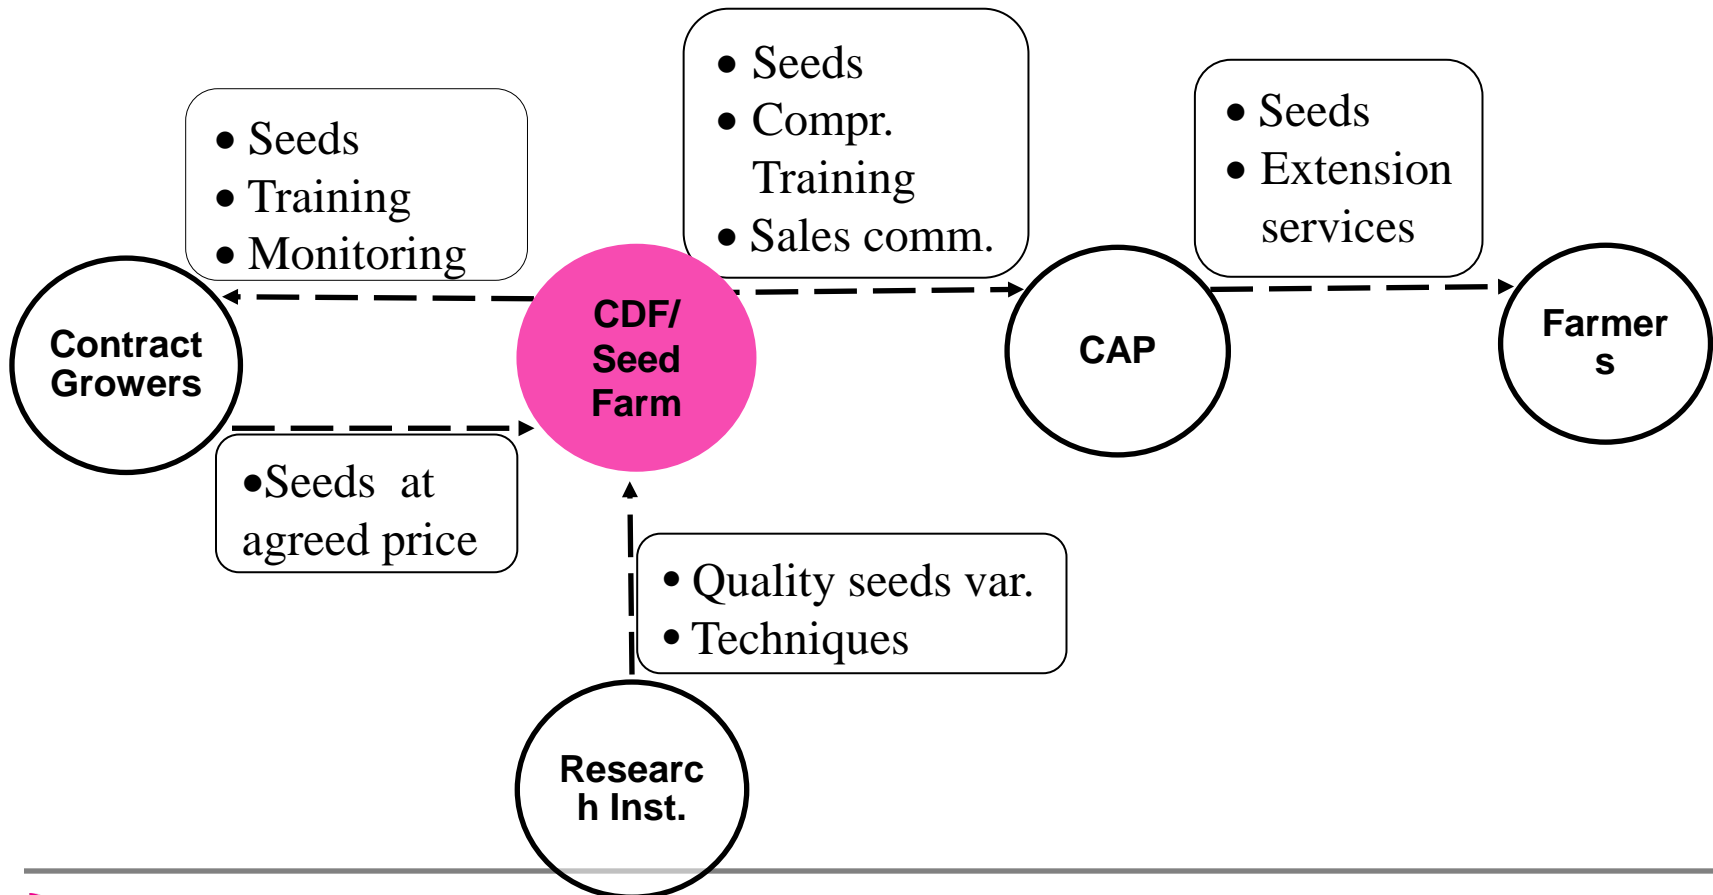 • Seeds
• Training
• Monitoring
• Seeds
• Compr.
Training
• Sales comm.
• Seeds
• Extension
services
Contract
Growers
CDF/
Seed
Farm
CAP
Farmer
s
•Seeds at
agreed price
• Quality seeds var.
• Techniques
Researc
h Inst.